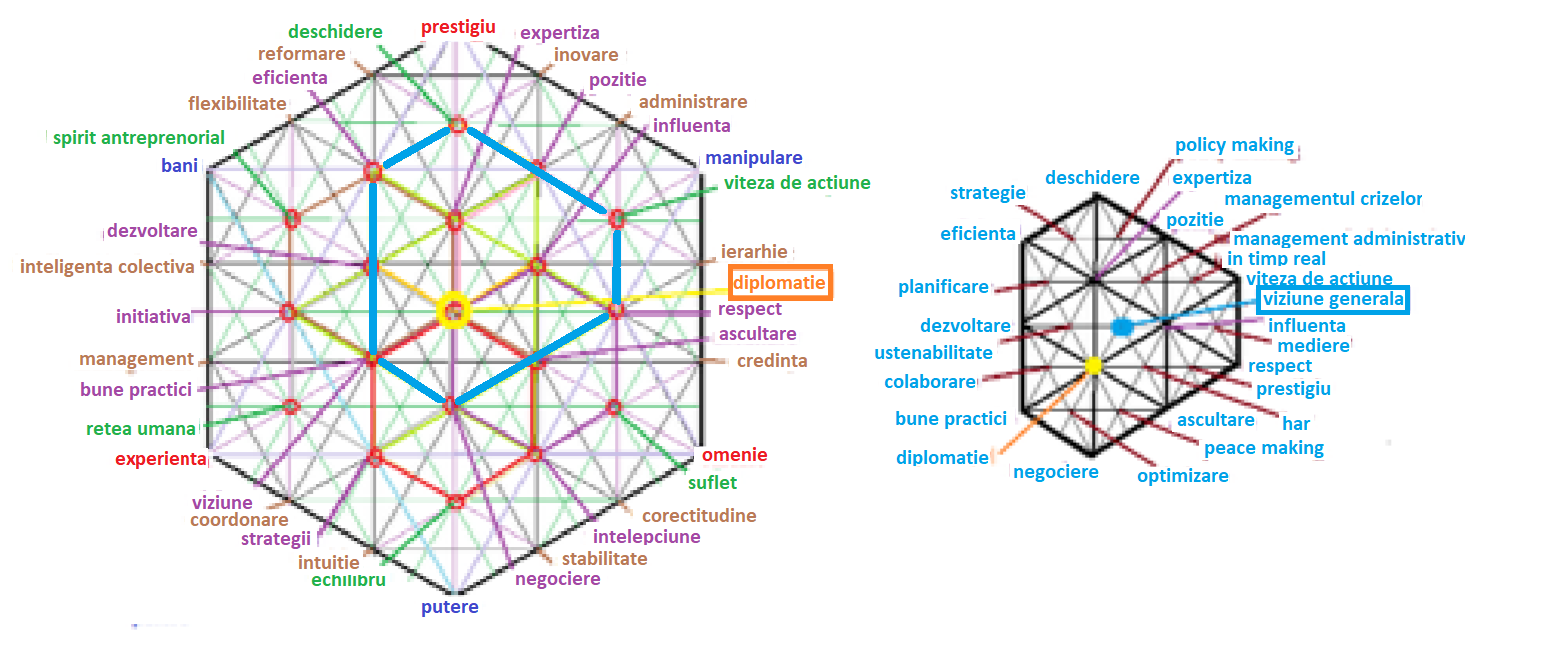 prestigiu
deschidere
expertiza
reformare
inovare
eficienta
pozitie
flexibilitate
administrare
influenta
spirit antreprenorial
bani
manipulare
viteza de actiune
dezvoltare
ierarhie
inteligenta colectiva
diplomatie
initiativa
respect
ascultare
management
credinta
bune practici
retea umana
experienta
omenie
suflet
viziune
coordonare
corectitudine
strategii
intelepciune
intuitie
stabilitate
echilibru
negociere
putere
policy making
deschidere
expertiza
strategie
managementul crizelor
pozitie
eficienta
management administrativ
in timp real
viteza de actiune
planificare
viziune generala
dezvoltare
influenta
mediere
ustenabilitate
respect
colaborare
prestigiu
bune practici
ascultare
har
peace making
diplomatie
negociere
optimizare